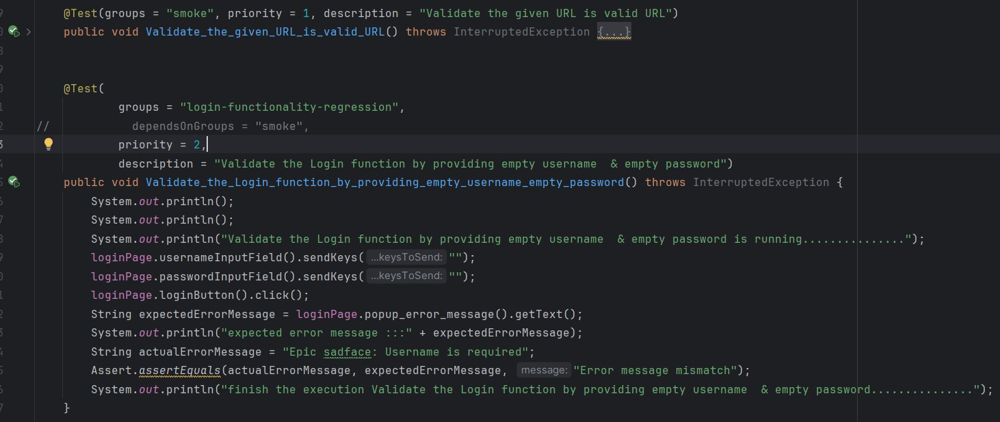 @Test(groups = "smoke", priority = 1, description = "Validate the given URL is valid URL")
public void Validate_the_given_URL_is_valid_URL() throws InterruptedException {...}
@Test(
groups = "login-functionality-regression",
// dependsOnGroups = "smoke",
priority = 2,
description = "Validate the Login function by providing empty username  & empty password")
public void Validate_the_Login_function_by_providing_empty_username_empty_password() throws InterruptedException {
System.out.println();
System.out.println();
System.out.println("Validate the Login function by providing empty username  & empty password is running...............");
loginPage.usernameInputField().sendKeys( ...keysToSend: "");
loginPage.passwordInputField().sendKeys( ...keysToSend: "");
loginPage.loginButton().click();
String expectedErrorMessage = loginPage.popup_error_message().getText();
System.out.println("expected error message :::" + expectedErrorMessage);
String actualErrorMessage = "Epic sadface: Username is required";
Assert.assertEquals(actualErrorMessage, expectedErrorMessage, message: "Error message mismatch");
System.out.println("finish the execution Validate the Login function by providing empty username  & empty password...............");
}